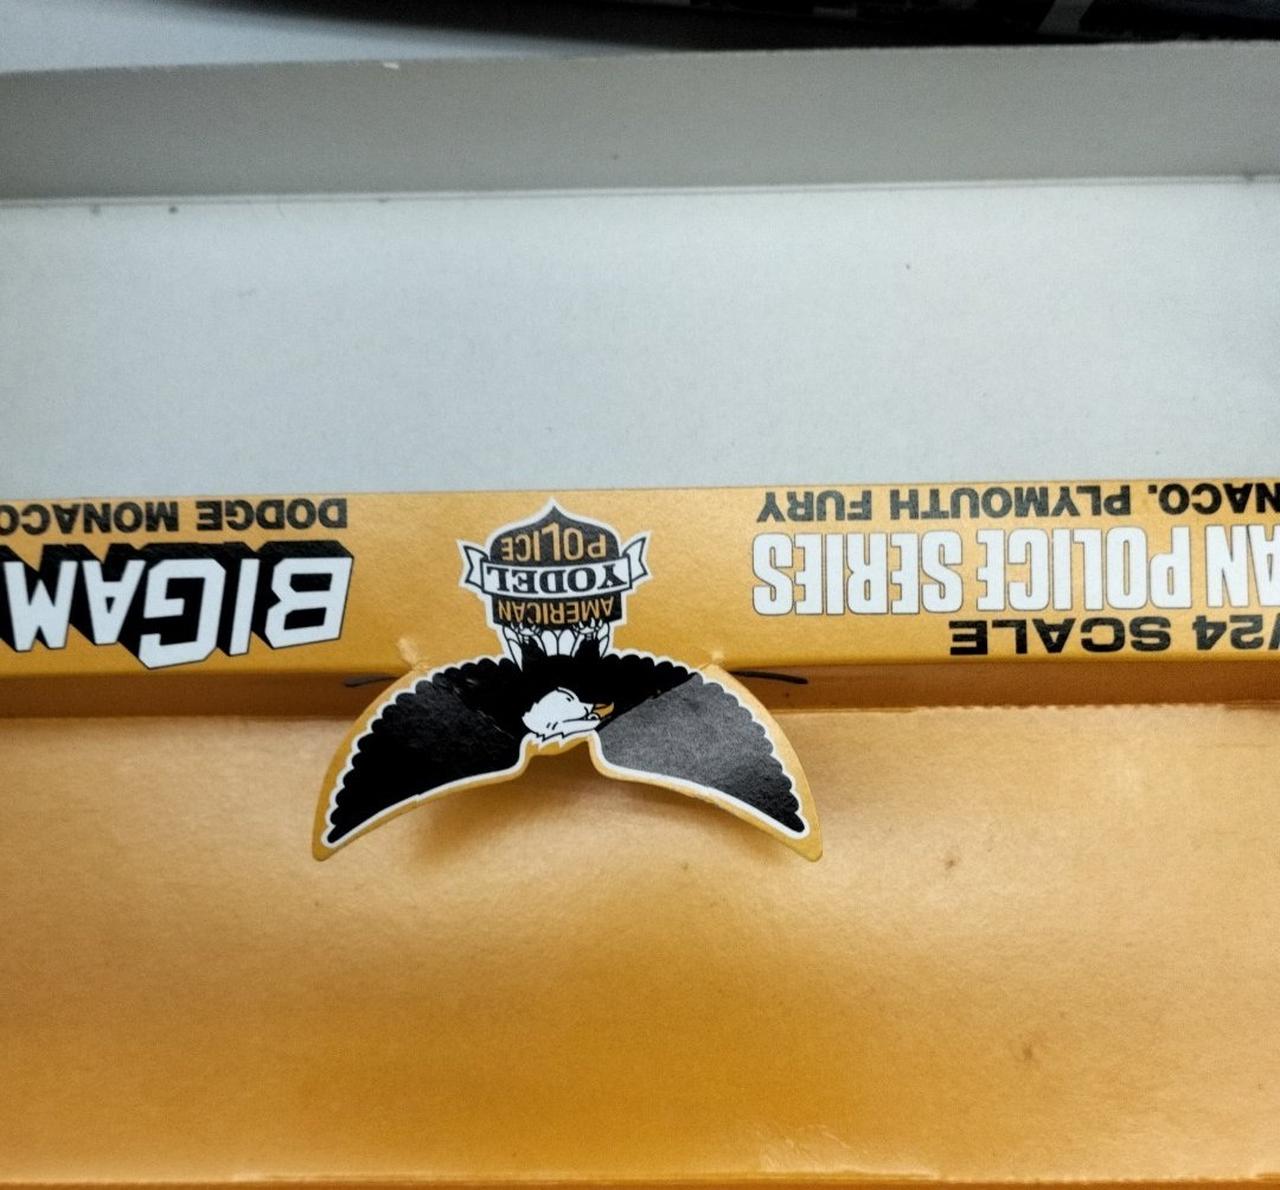 /24 SCALE
AN POLICE SERIES
NACO. PLYMOUTH FURY
AMERICAN
YODEL
POLICE
BIGAM
DODGE MONACO